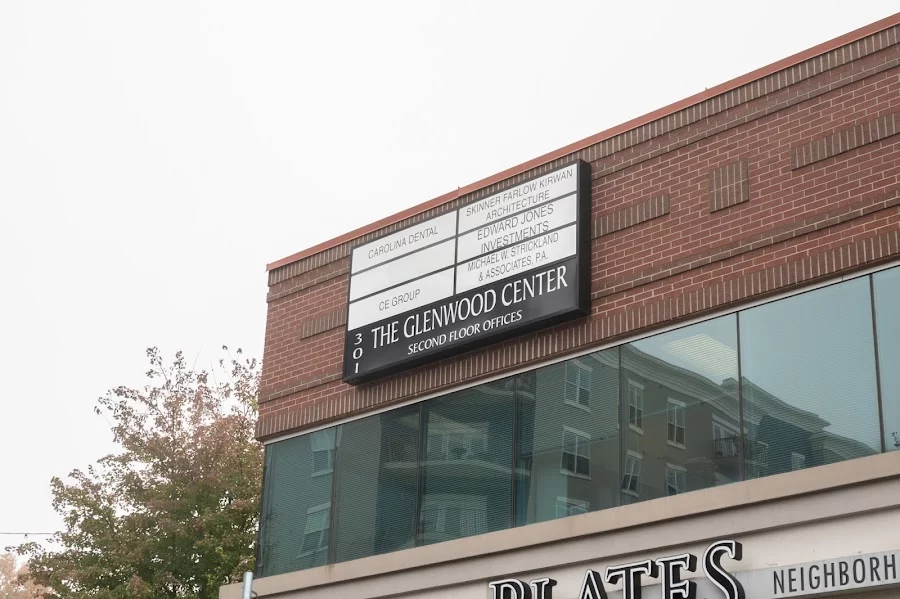 CAROLINA DENTAL
CE GROUP
SKINNER FARLOW KIRWAN
ARCHITECTURE
EDWARD JONES
INVESTMENTS
MICHAEL W. STRICKLAND
& ASSOCIATES, P.A.
301
THE GLENWOOD CENTER
SECOND FLOOR OFFICES
PLATES
NEIGHBORH